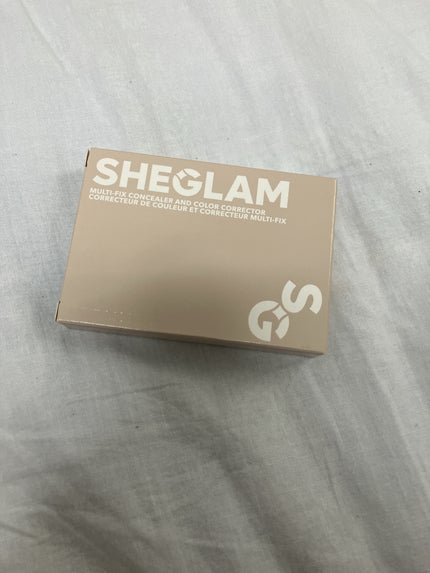 SHEGLAM
MULTI-FIX CONCEALER AND COLOR CORRECTOR
CORRECTEUR DE COULEUR ET CORRECTEUR MULTI-FIX
SG